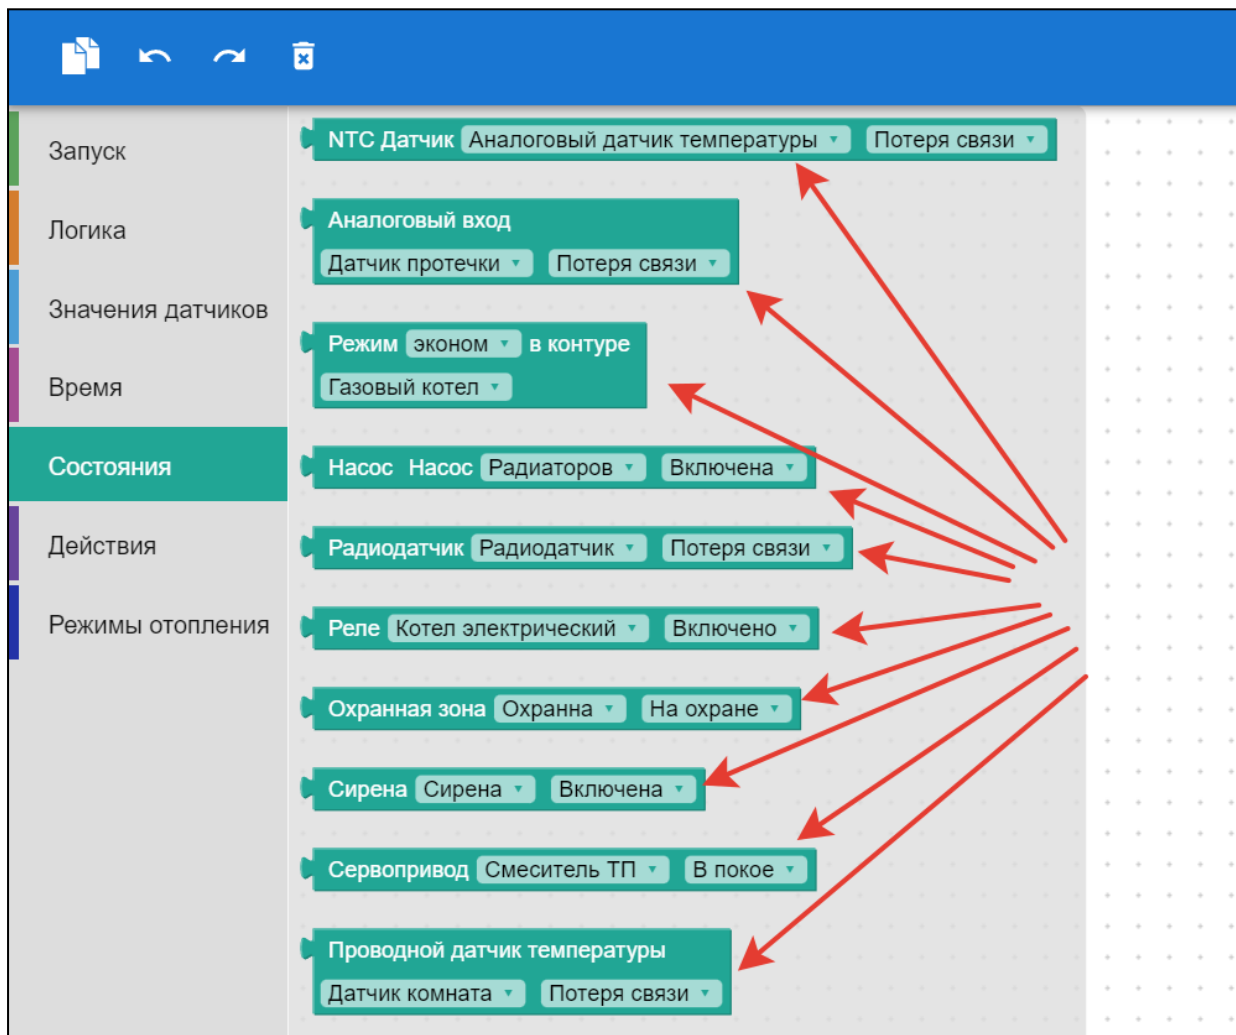 Запуск
Логика
Значения датчиков
Время
Состояния
Действия
Режимы отопления
NTC Датчик Аналоговый датчик температуры Потеря связи
Аналоговый вход
Датчик протечки Потеря связи
Режим эконом в контуре
Газовый котел
Насос Насос Радиаторов Включена
Радиодатчик Радиодатчик Потеря связи
Реле Котел электрический Включено
Охранная зона Охранна На охране
Сирена Сирена Включена
Сервопривод Смеситель ТП В покое
Проводной датчик температуры
Датчик комната Потеря связи